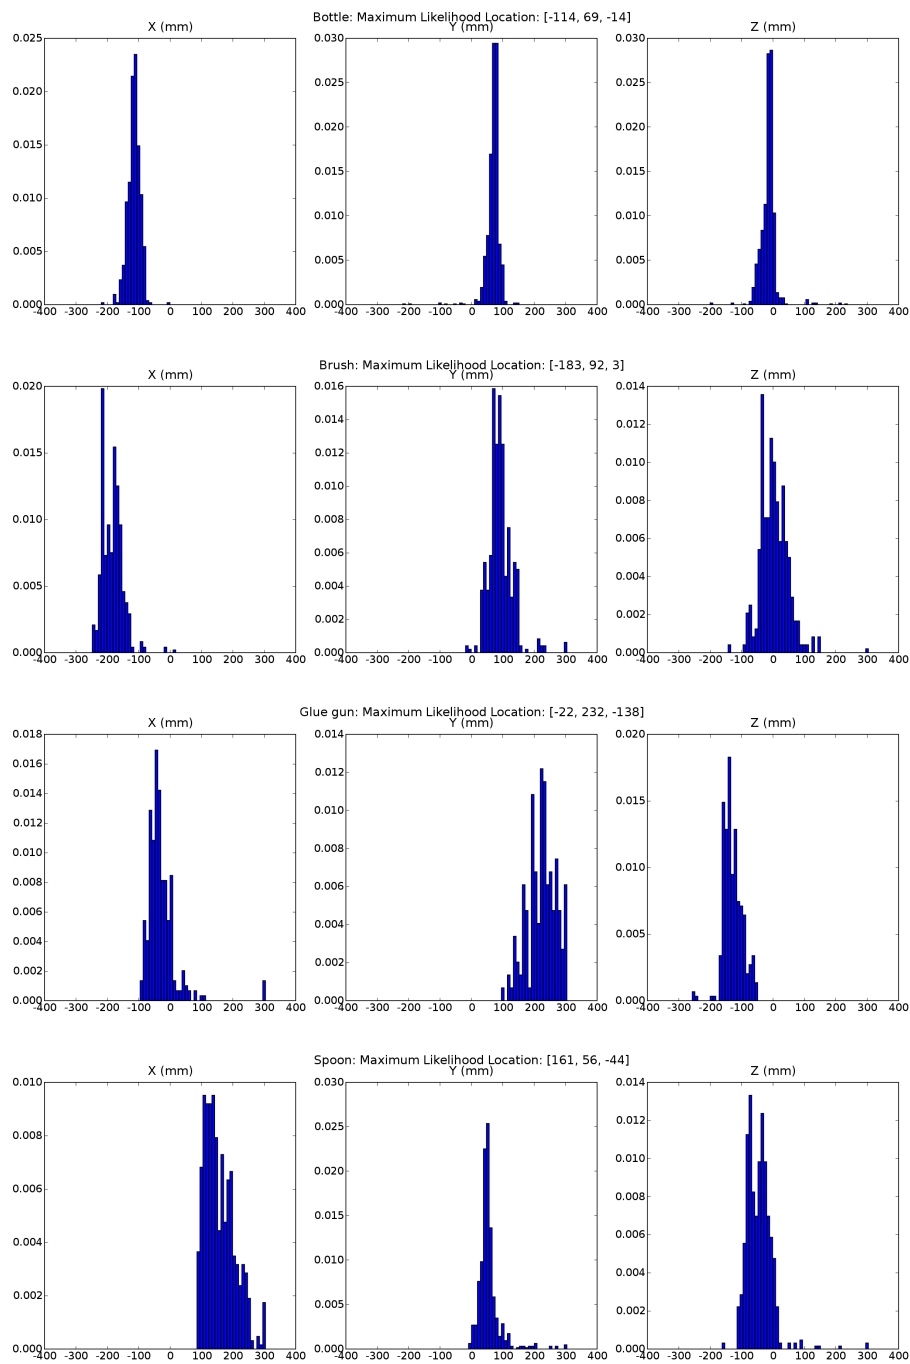 Bottle: Maximum Likelihood Location: [-114, 69, -14]
X (mm) Y (mm) Z (mm)
0.025 0.030 0.030
0.020 0.025 0.025
0.015 0.020 0.020
0.010 0.015 0.015
0.005 0.010 0.010
0.000 0.005 0.005
0.000 0.000
-400 -300 -200 -100 0 100 200 300 400 -400 -300 -200 -100 0 100 200 300 400 -400 -300 -200 -100 0 100 200 300 400
Brush: Maximum Likelihood Location: [-183, 92, 3]
X (mm) Y (mm) Z (mm)
0.020 0.016 0.014
0.015 0.014 0.012
0.010 0.012 0.010
0.005 0.010 0.008
0.000 0.008 0.006
0.006 0.004
0.004 0.002
0.002 0.000
0.000
-400 -300 -200 -100 0 100 200 300 400 -400 -300 -200 -100 0 100 200 300 400 -400 -300 -200 -100 0 100 200 300 400
Glue gun: Maximum Likelihood Location: [-22, 232, -138]
X (mm) Y (mm) Z (mm)
0.018 0.014 0.020
0.016 0.012 0.015
0.014 0.010 0.010
0.012 0.008 0.005
0.010 0.006 0.000
0.008 0.004
0.006 0.002
0.004 0.000
0.002
0.000
-400 -300 -200 -100 0 100 200 300 400 -400 -300 -200 -100 0 100 200 300 400 -400 -300 -200 -100 0 100 200 300 400
Spoon: Maximum Likelihood Location: [161, 56, -44]
X (mm) Y (mm) Z (mm)
0.010 0.030 0.014
0.008 0.025 0.012
0.006 0.020 0.010
0.004 0.015 0.008
0.002 0.010 0.006
0.000 0.005 0.004
0.000 0.002
0.000
-400 -300 -200 -100 0 100 200 300 400 -400 -300 -200 -100 0 100 200 300 400 -400 -300 -200 -100 0 100 200 300 400